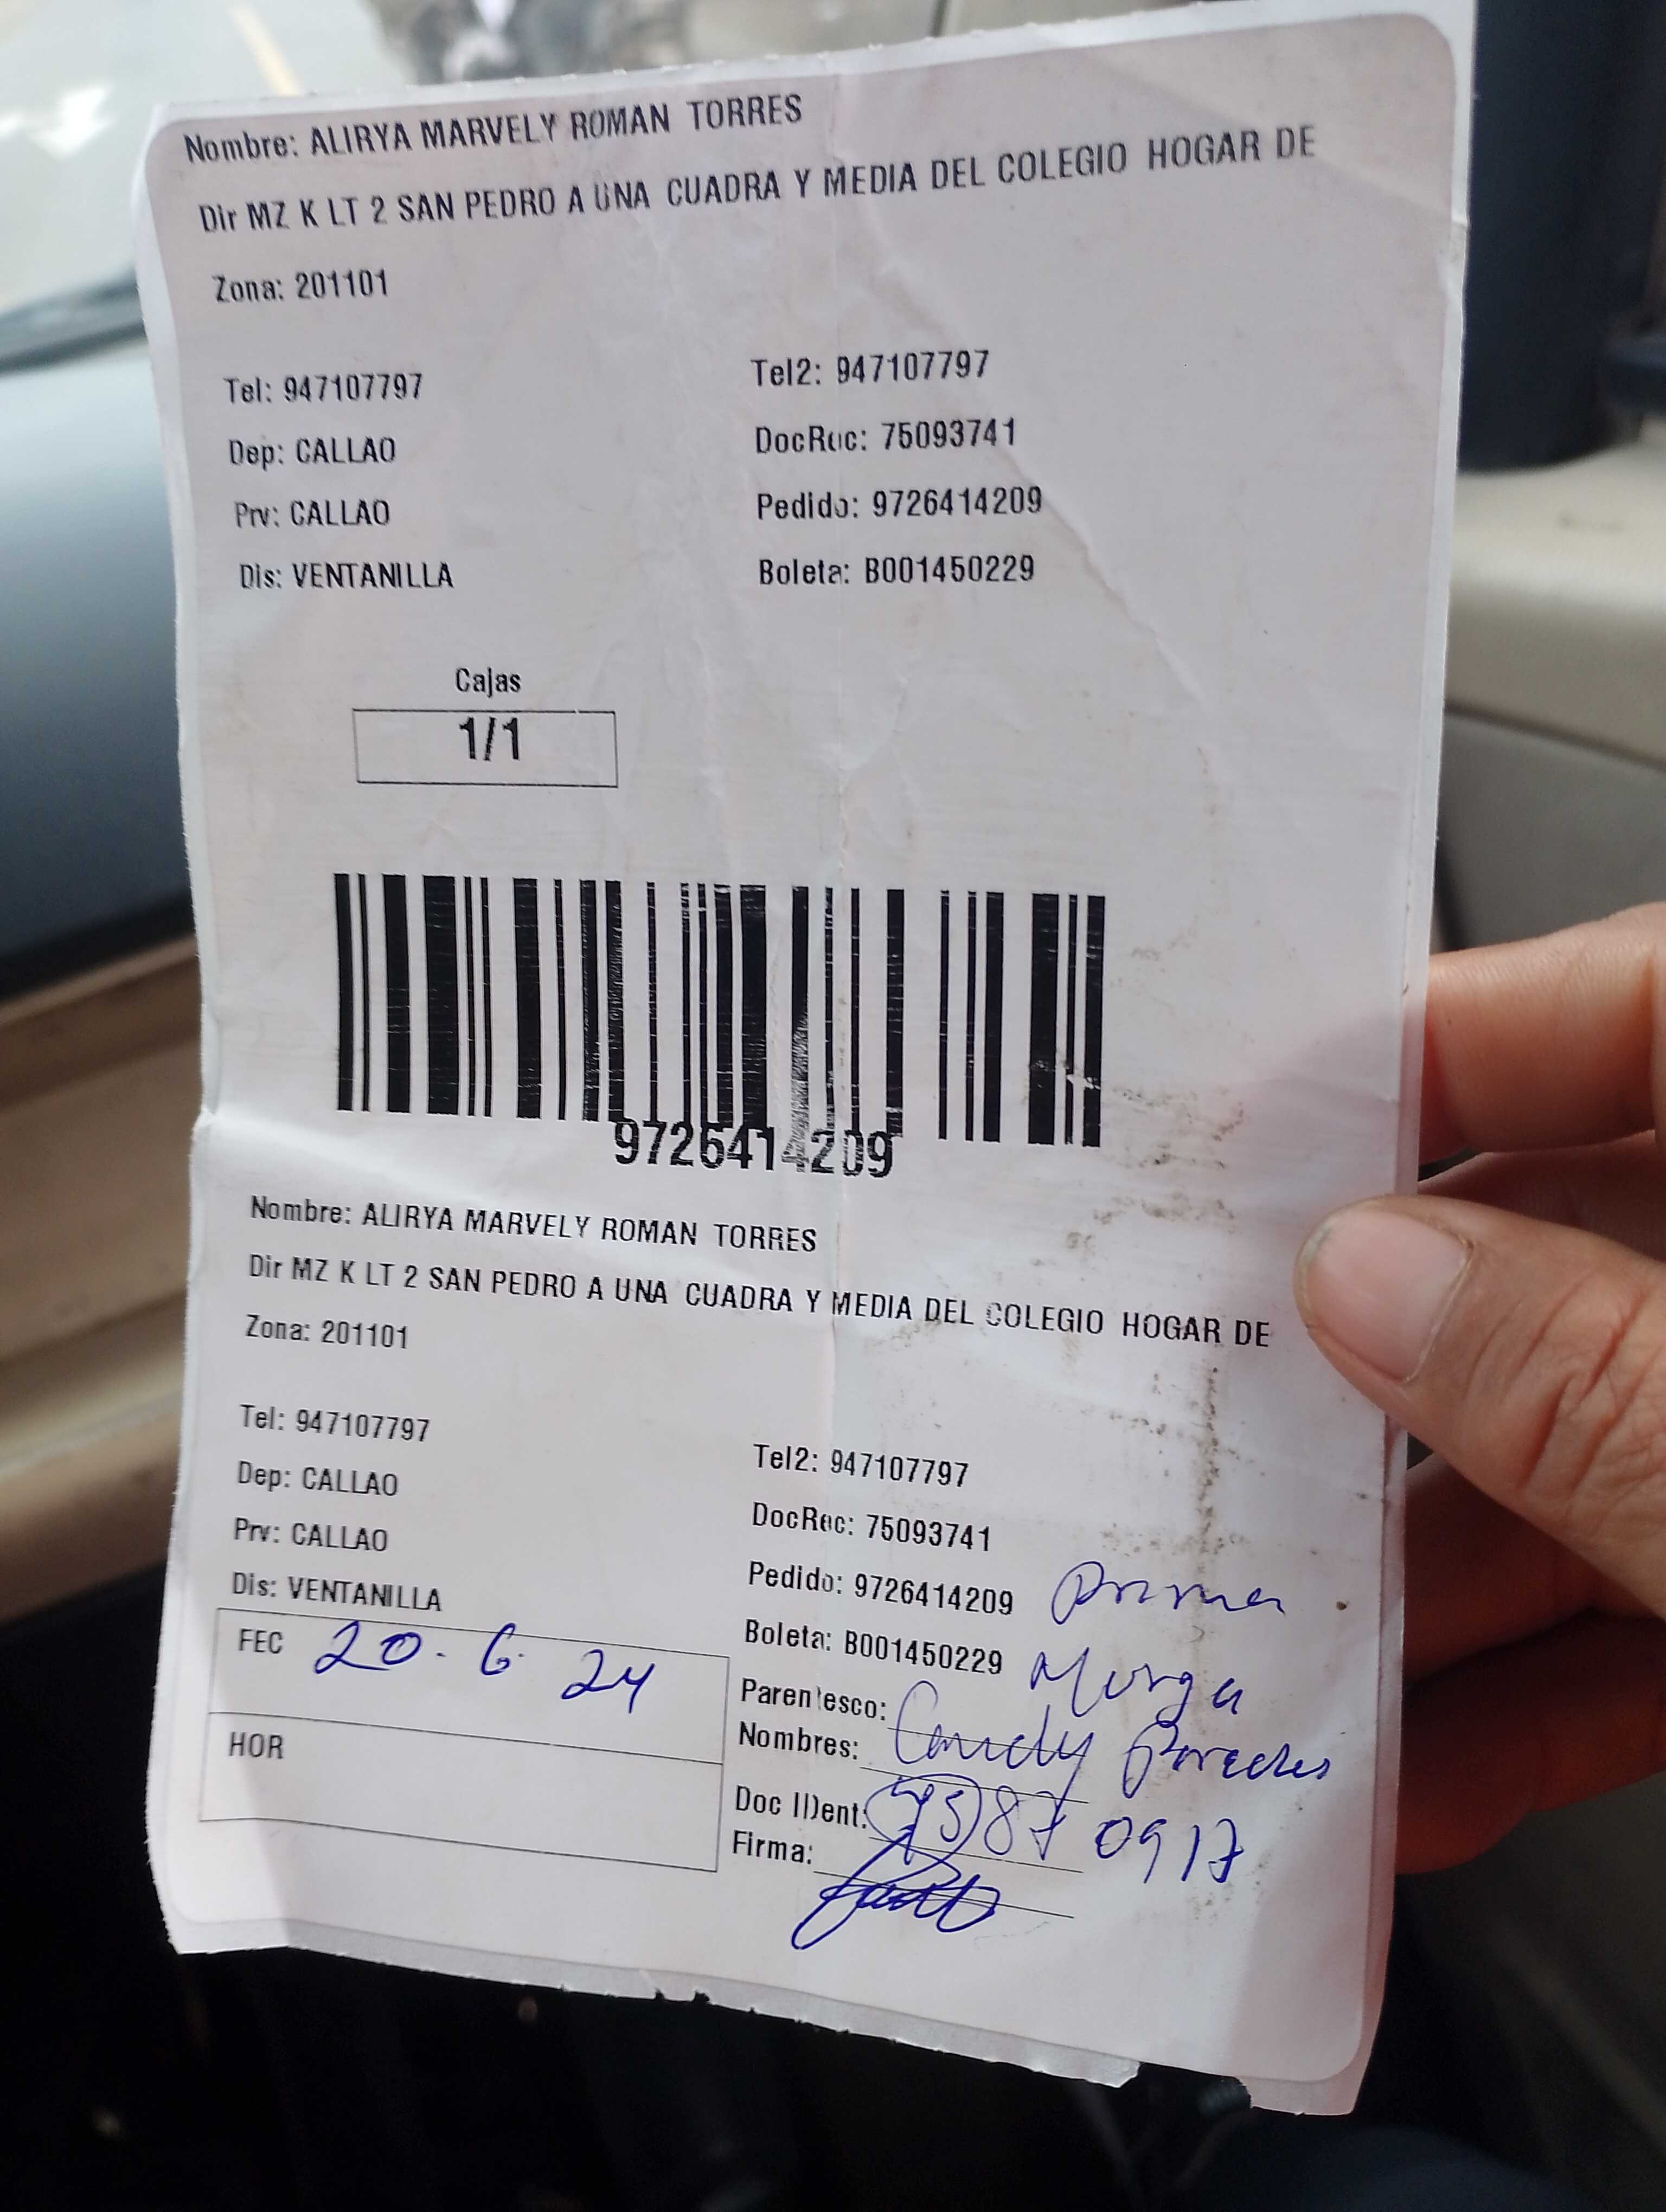 Nombre: ALIRYA MARVELY ROMAN TORRES
Dir MZ K LT 2 SAN PEDRO A UNA CUADRA Y MEDIA DEL COLEGIO HOGAR DE
Zona: 201101
Tel: 947107797 Tel2: 947107797
Dep: CALLAO DocRec: 75093741
Prv: CALLAO Pedido: 9726414209
Dis: VENTANILLA Boleta: B001450229
Cajas
1/1
9726414209
Nombre: ALIRYA MARVELY ROMAN TORRES
Dir MZ K LT 2 SAN PEDRO A UNA CUADRA Y MEDIA DEL COLEGIO HOGAR DE
Zona: 201101
Tel: 947107797 Tel2: 947107797
Dep: CALLAO DocRec: 75093741
Prv: CALLAO Pedido: 9726414209 Prima
Dis: VENTANILLA Boleta: B001450229
FEC 20.6.24 Parentesco:
HOR Nombres: Candy Paredes
Doc IDent: 75870917
Firma: